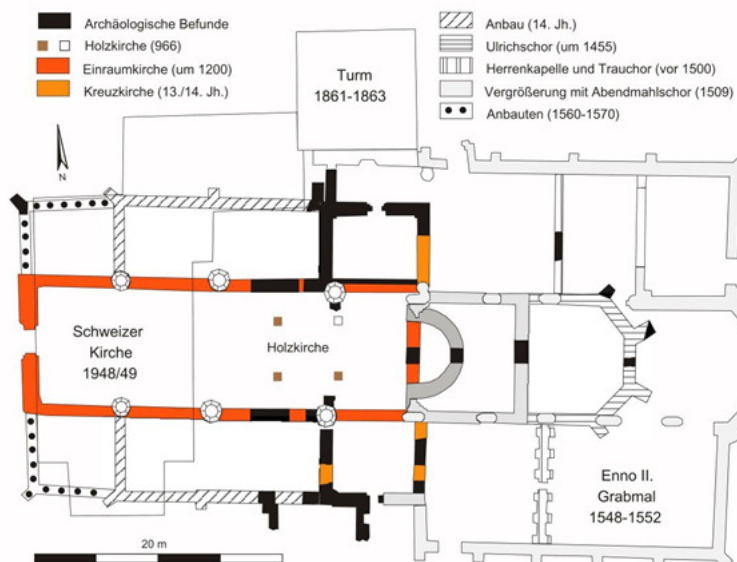 Archäologische Befunde
Holzkirche (966)
Einraumkirche (um 1200)
Kreuzkirche (13./14. Jh.)
Anbau (14. Jh.)
Ulrichschor (um 1455)
Herrenkapelle und Trauchor (vor 1500)
Vergrößerung mit Abendmahlschor (1509)
Anbauten (1560-1570)
Turm
1861-1863
N
Schweizer
Kirche
1948/49
Holzkirche
Enno II.
Grabmal
1548-1552
20 m